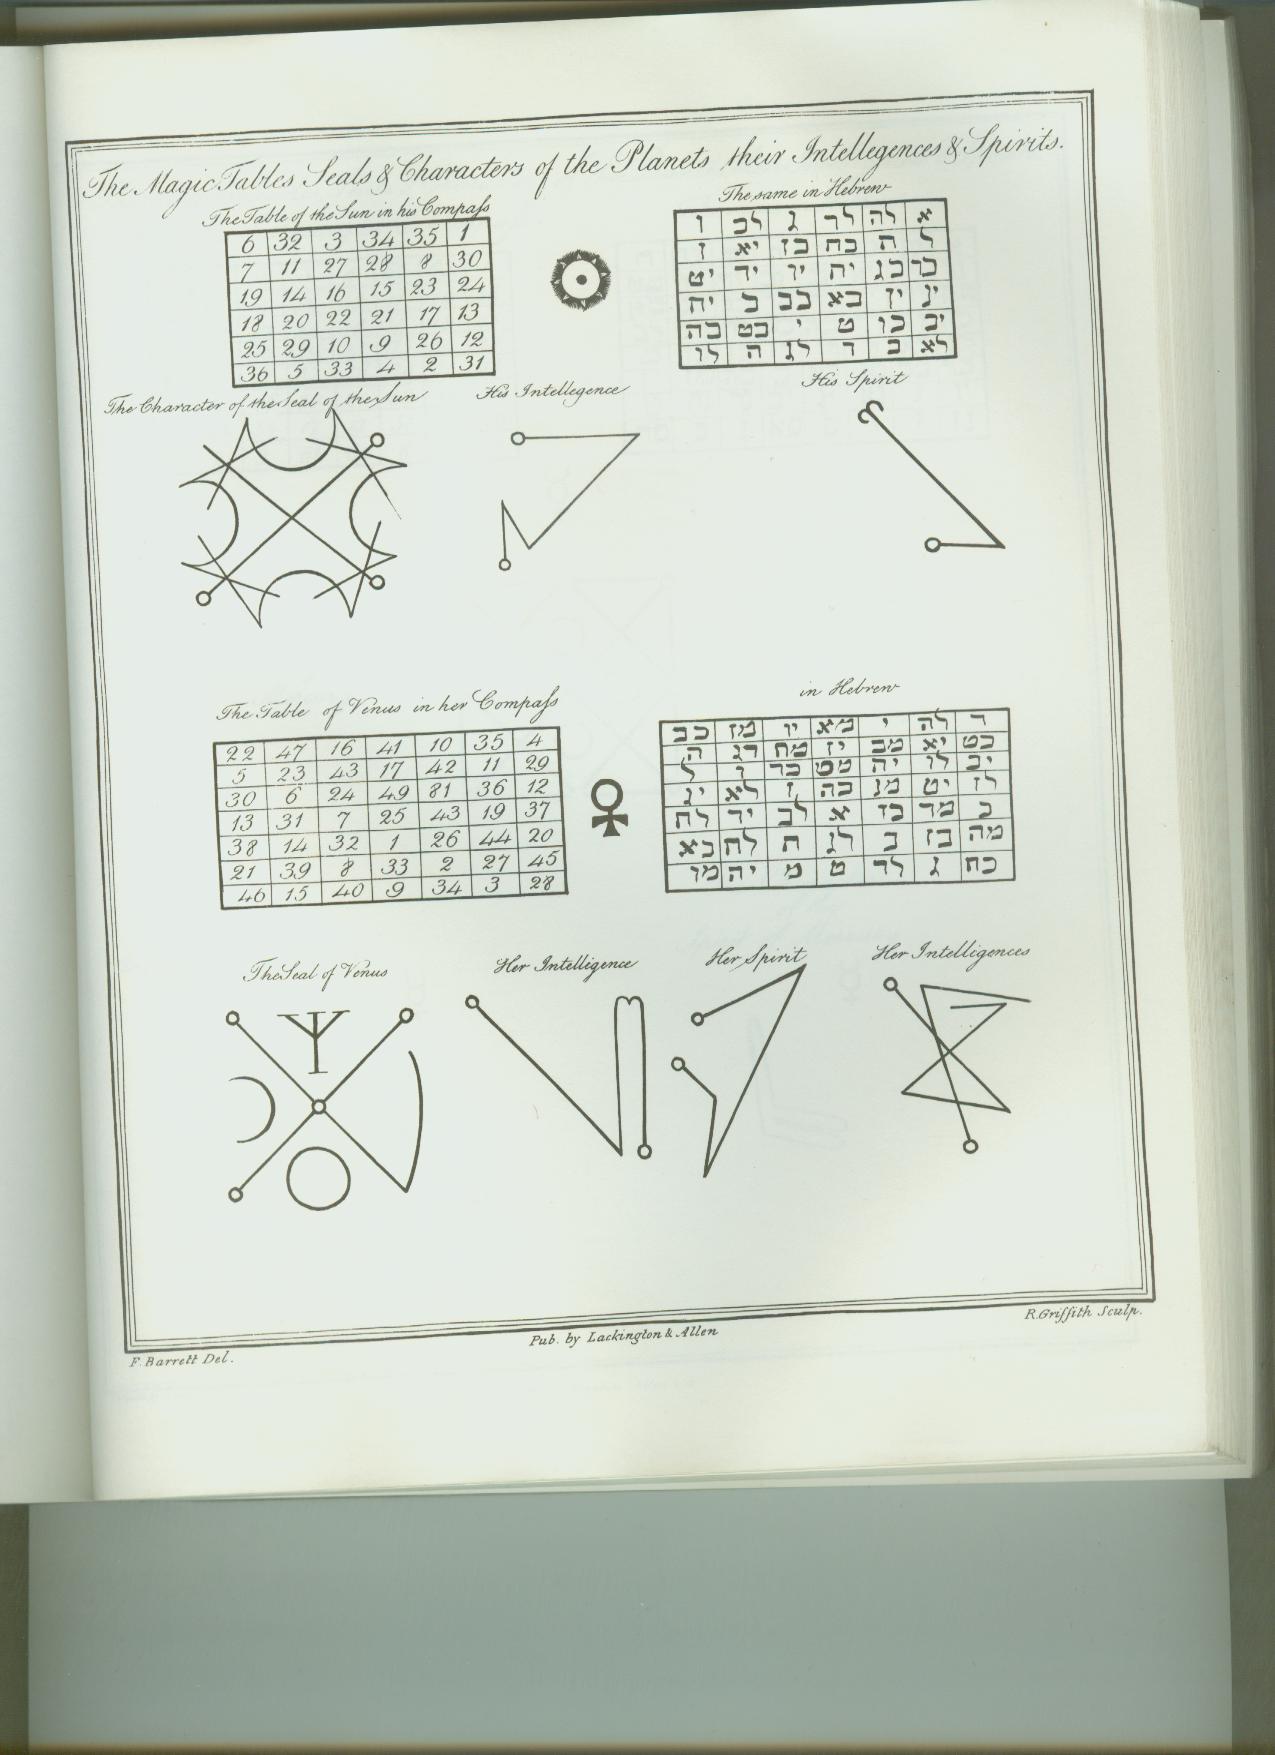 The Magic Tables Seals & Characters of the Planets their Intellegences & Spirits.
The Table of the Sun in his Compaſs
6 32 3 34 35 1
7 11 27 28 8 30
19 14 16 15 23 24
18 20 22 21 17 13
25 29 10 9 26 12
36 5 33 4 2 31
The same in Hebrew
א לה לד ג לב ו
ל ה כח כז יא ז
כד כג יה יו יד יט
יג יז כא כב כ יח
יב כו ט י כט כה
לא ב ד לג ה לו
The Character of the Seal of the Sun
His Intellegence
His Spirit
The Table of Venus in her Compaſs
22 47 16 41 10 35 4
5 23 43 17 42 11 29
30 6 24 49 81 36 12
13 31 7 25 43 19 37
38 14 32 1 26 44 20
21 39 8 33 2 27 45
46 15 40 9 34 3 28
in Hebrew
ד לה י מא יו מז כב
כט יא מב יז מח דג ה
יב לו יה מט כד ו ל
לז יט מג כה ז לא יג
כ מד כז א לב יד לח
מה כז ב לג ח לח כא
כח ג לד ט מ יה מו
The Seal of Venus
Her Intelligence
Her Spirit
Her Intelligences
F. Barrett Del.
Pub. by Lackington & Allen
R. Griffith Sculp.